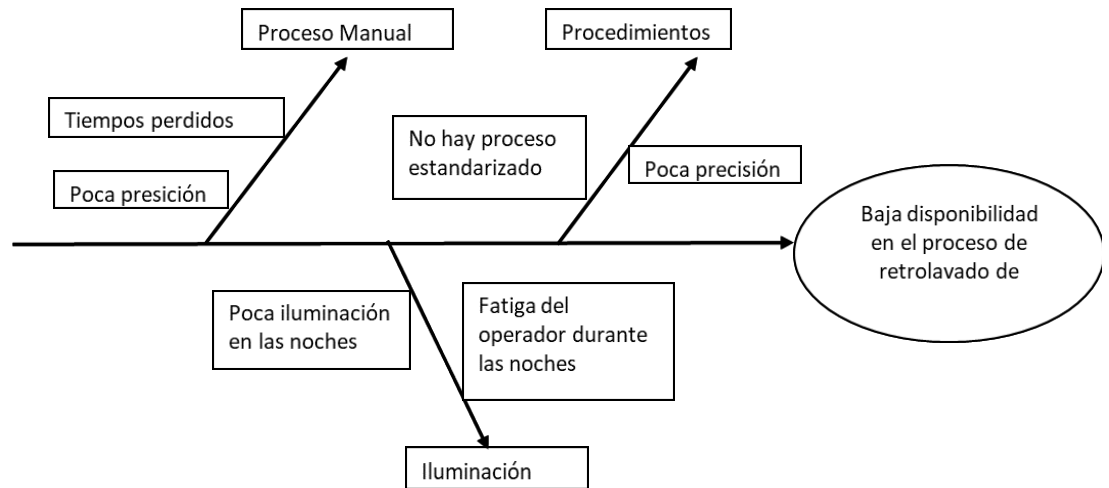 Proceso Manual
Procedimientos
Tiempos perdidos
No hay proceso
estandarizado
Poca precisión
Poca presición
Baja disponibilidad
en el proceso de
retrolavado de
Poca iluminación
en las noches
Fatiga del
operador durante
las noches
Iluminación